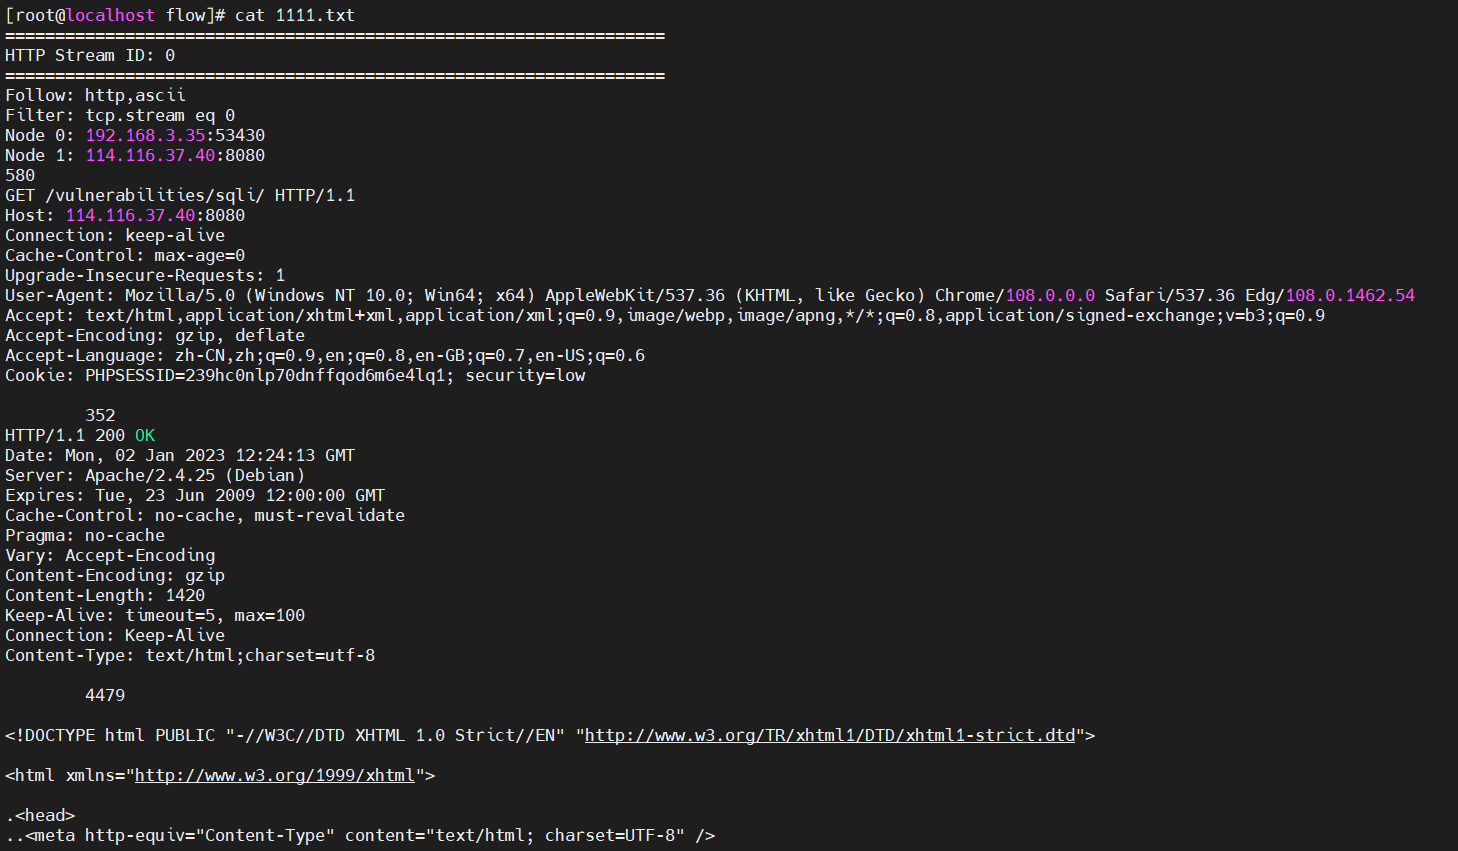 [root@localhost flow]# cat 1111.txt
==================================================================
HTTP Stream ID: 0
==================================================================
Follow: http,ascii
Filter: tcp.stream eq 0
Node 0: 192.168.3.35:53430
Node 1: 114.116.37.40:8080
580
GET /vulnerabilities/sqli/ HTTP/1.1
Host: 114.116.37.40:8080
Connection: keep-alive
Cache-Control: max-age=0
Upgrade-Insecure-Requests: 1
User-Agent: Mozilla/5.0 (Windows NT 10.0; Win64; x64) AppleWebKit/537.36 (KHTML, like Gecko) Chrome/108.0.0.0 Safari/537.36 Edg/108.0.1462.54
Accept: text/html,application/xhtml+xml,application/xml;q=0.9,image/webp,image/apng,*/*;q=0.8,application/signed-exchange;v=b3;q=0.9
Accept-Encoding: gzip, deflate
Accept-Language: zh-CN,zh;q=0.9,en;q=0.8,en-GB;q=0.7,en-US;q=0.6
Cookie: PHPSESSID=239hc0nlp70dnffqod6m6e4lq1; security=low
352
HTTP/1.1 200 OK
Date: Mon, 02 Jan 2023 12:24:13 GMT
Server: Apache/2.4.25 (Debian)
Expires: Tue, 23 Jun 2009 12:00:00 GMT
Cache-Control: no-cache, must-revalidate
Pragma: no-cache
Vary: Accept-Encoding
Content-Encoding: gzip
Content-Length: 1420
Keep-Alive: timeout=5, max=100
Connection: Keep-Alive
Content-Type: text/html;charset=utf-8
4479
<!DOCTYPE html PUBLIC "-//W3C//DTD XHTML 1.0 Strict//EN" "http://www.w3.org/TR/xhtml1/DTD/xhtml1-strict.dtd">
<html xmlns="http://www.w3.org/1999/xhtml">
.<head>
..<meta http-equiv="Content-Type" content="text/html; charset=UTF-8" />